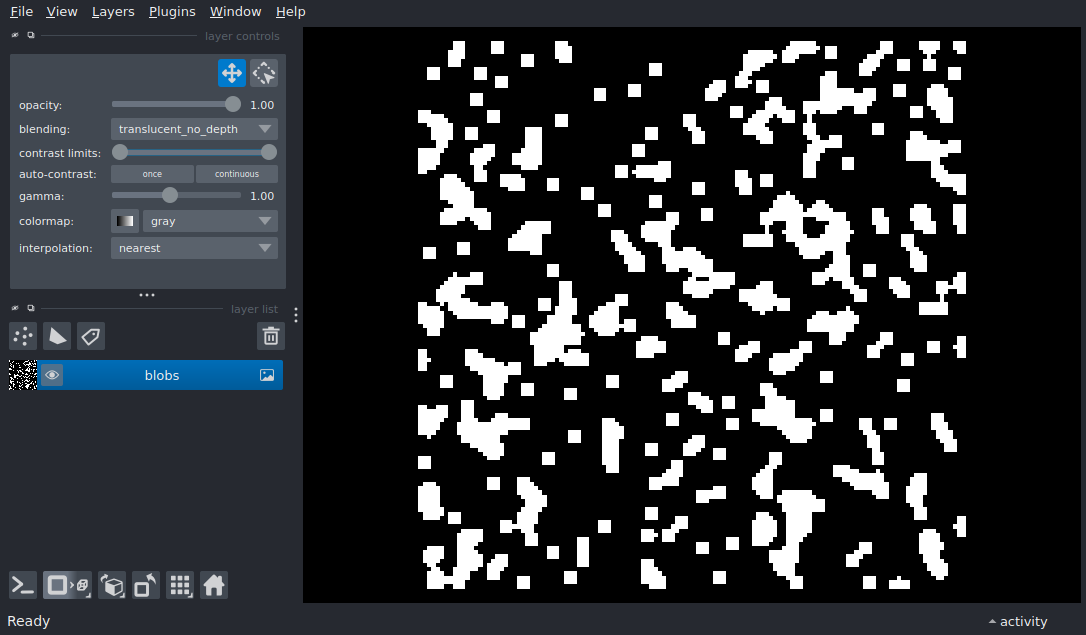 File View Layers Plugins Window Help
layer controls
opacity: 1.00
blending: translucent_no_depth
contrast limits:
auto-contrast: once continuous
gamma: 1.00
colormap: gray
interpolation: nearest
layer list
blobs
Ready
activity